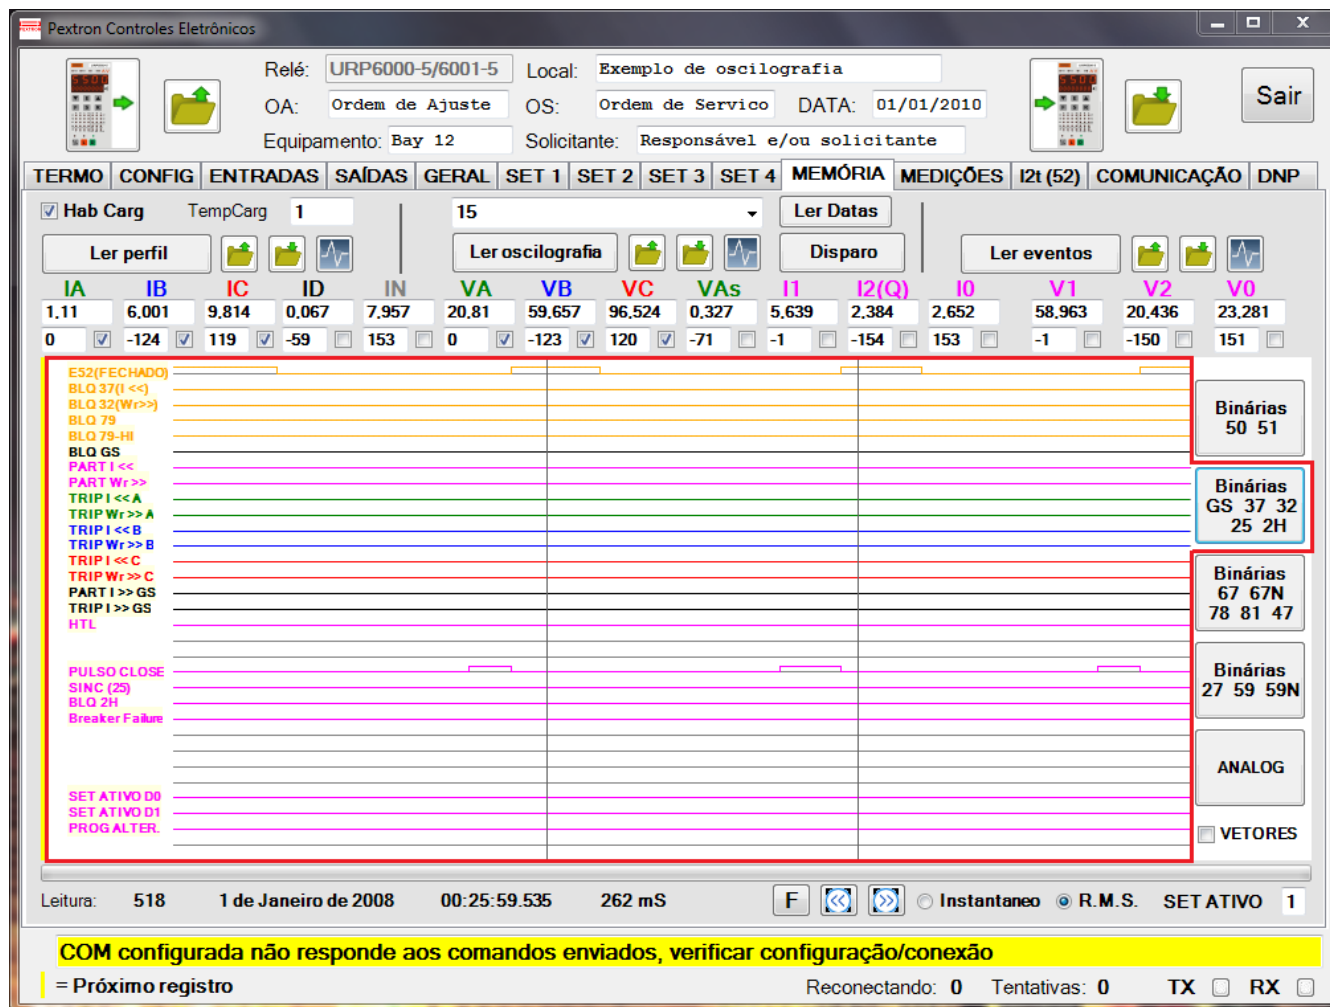 Pextron Controles Eletrônicos
Relé: URP6000-5/6001-5 Local: Exemplo de oscilografia
OA: Ordem de Ajuste OS: Ordem de Servico DATA: 01/01/2010
Equipamento: Bay 12 Solicitante: Responsável e/ou solicitante
Sair
TERMO CONFIG ENTRADAS SAÍDAS GERAL SET 1 SET 2 SET 3 SET 4 MEMÓRIA MEDIÇÕES I2t (52) COMUNICAÇÃO DNP
Hab Carg TempCarg 1 15 Ler Datas
Ler perfil Ler oscilografia Disparo Ler eventos
IA IB IC ID IN VA VB VC VAs I1 I2(Q) I0 V1 V2 V0
1,11 6,001 9,814 0,067 7,957 20,81 59,657 96,524 0,327 5,639 2,384 2,652 58,963 20,436 23,281
0 -124 119 -59 153 0 -123 120 -71 -1 -154 153 -1 -150 151
E52(FECHADO)
BLQ 37(I <<)
BLQ 32(Wr>>)
BLQ 79
BLQ 79-HI
BLQ GS
PART I <<
PART Wr >>
TRIP I << A
TRIP Wr >> A
TRIP I << B
TRIP Wr >> B
TRIP I << C
TRIP Wr >> C
PART I >> GS
TRIP I >> GS
HTL
PULSO CLOSE
SINC (25)
BLQ 2H
Breaker Failure
SET ATIVO D0
SET ATIVO D1
PROG ALTER.
Binárias
50 51
Binárias
GS 37 32
25 2H
Binárias
67 67N
78 81 47
Binárias
27 59 59N
ANALOG
VETORES
Leitura: 518 1 de Janeiro de 2008 00:25:59.535 262 mS F Instantaneo R.M.S. SET ATIVO 1
COM configurada não responde aos comandos enviados, verificar configuração/conexão
= Próximo registro Reconectando: 0 Tentativas: 0 TX RX